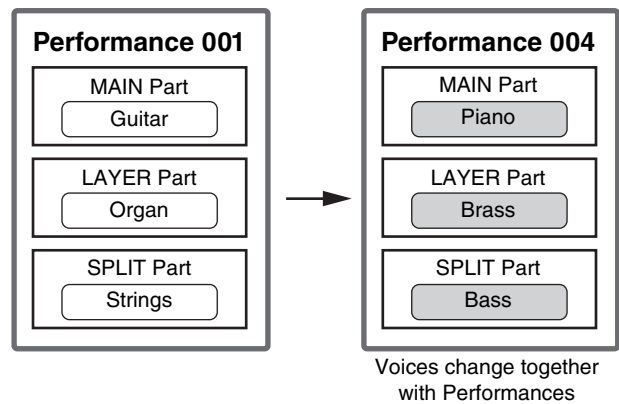 Performance 001
MAIN Part
Guitar
LAYER Part
Organ
SPLIT Part
Strings
Performance 004
MAIN Part
Piano
LAYER Part
Brass
SPLIT Part
Bass
Voices change together
with Performances